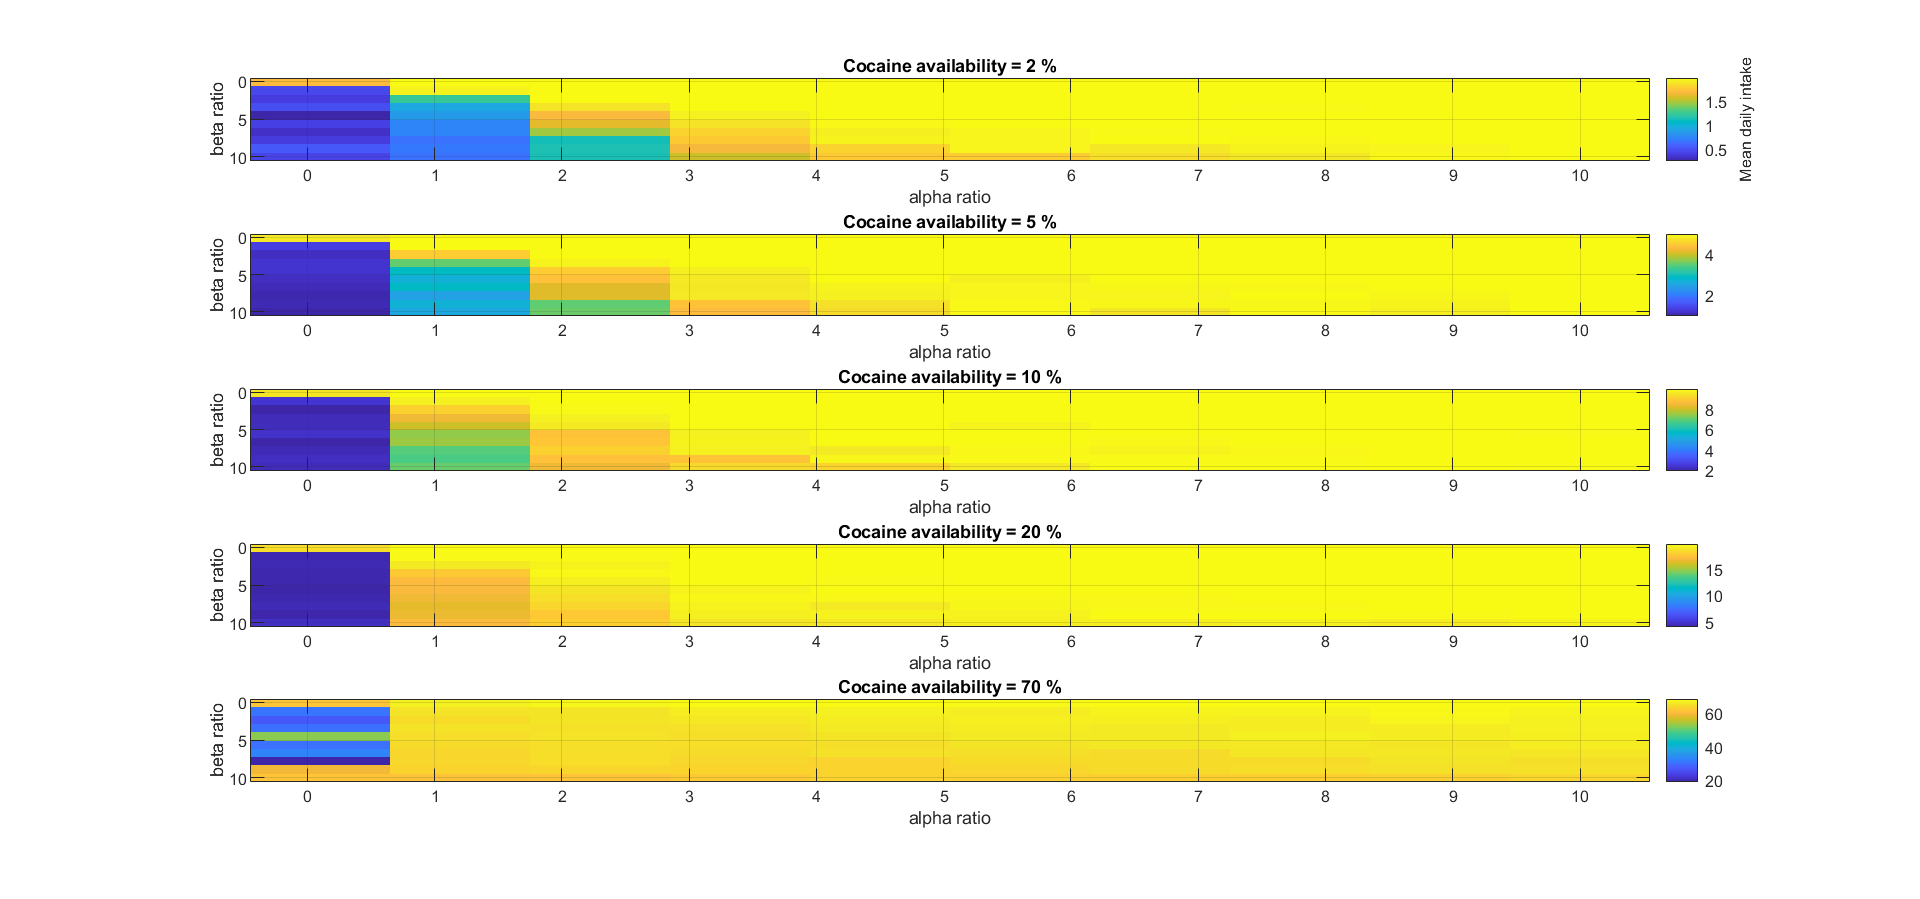 Cocaine availability = 2 %
beta ratio
0
5
10
0 1 2 3 4 5 6 7 8 9 10
alpha ratio
1.5
1
0.5
Mean daily intake
Cocaine availability = 5 %
beta ratio
0
5
10
0 1 2 3 4 5 6 7 8 9 10
alpha ratio
4
2
Cocaine availability = 10 %
beta ratio
0
5
10
0 1 2 3 4 5 6 7 8 9 10
alpha ratio
8
6
4
2
Cocaine availability = 20 %
beta ratio
0
5
10
0 1 2 3 4 5 6 7 8 9 10
alpha ratio
15
10
5
Cocaine availability = 70 %
beta ratio
0
5
10
0 1 2 3 4 5 6 7 8 9 10
alpha ratio
60
40
20